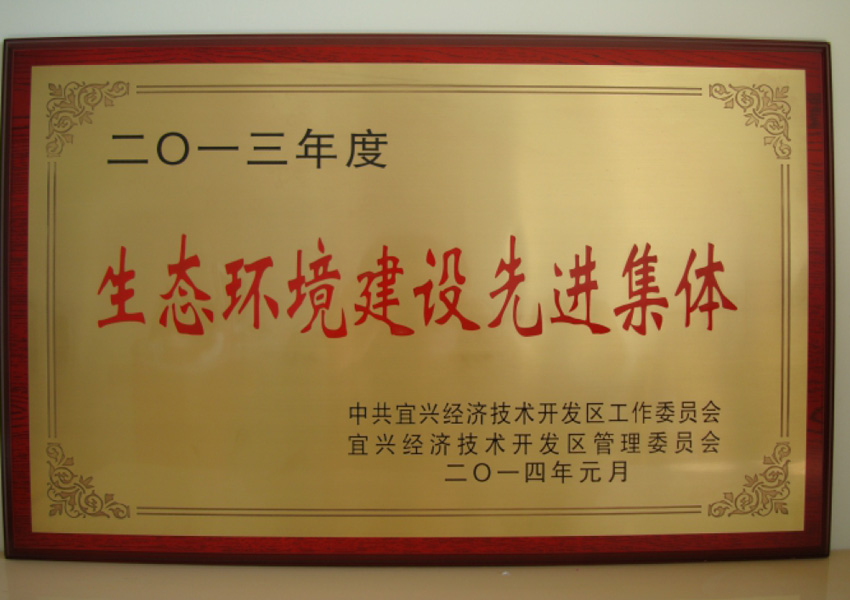 二〇一三年度
生态环境建设先进集体
中共宜兴经济技术开发区工作委员会
宜兴经济技术开发区管理委员会
二〇一四年元月